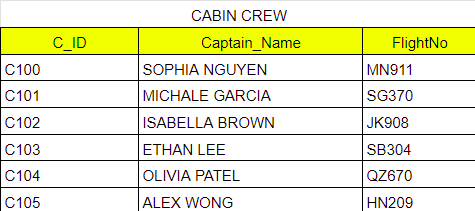 CABIN CREW
C_ID Captain_Name FlightNo
C100 SOPHIA NGUYEN MN911
C101 MICHALE GARCIA SG370
C102 ISABELLA BROWN JK908
C103 ETHAN LEE SB304
C104 OLIVIA PATEL QZ670
C105 ALEX WONG HN209